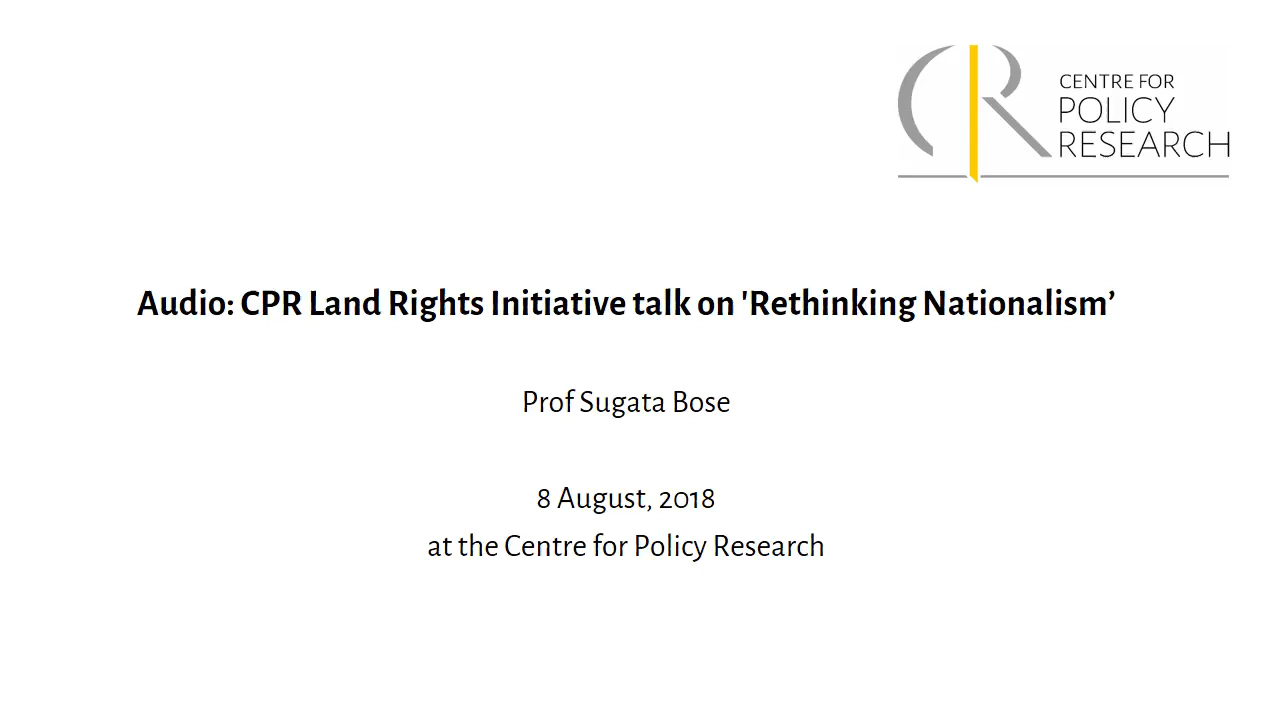 CENTRE FOR
POLICY
RESEARCH
Audio: CPR Land Rights Initiative talk on 'Rethinking Nationalism’
Prof Sugata Bose
8 August, 2018
at the Centre for Policy Research